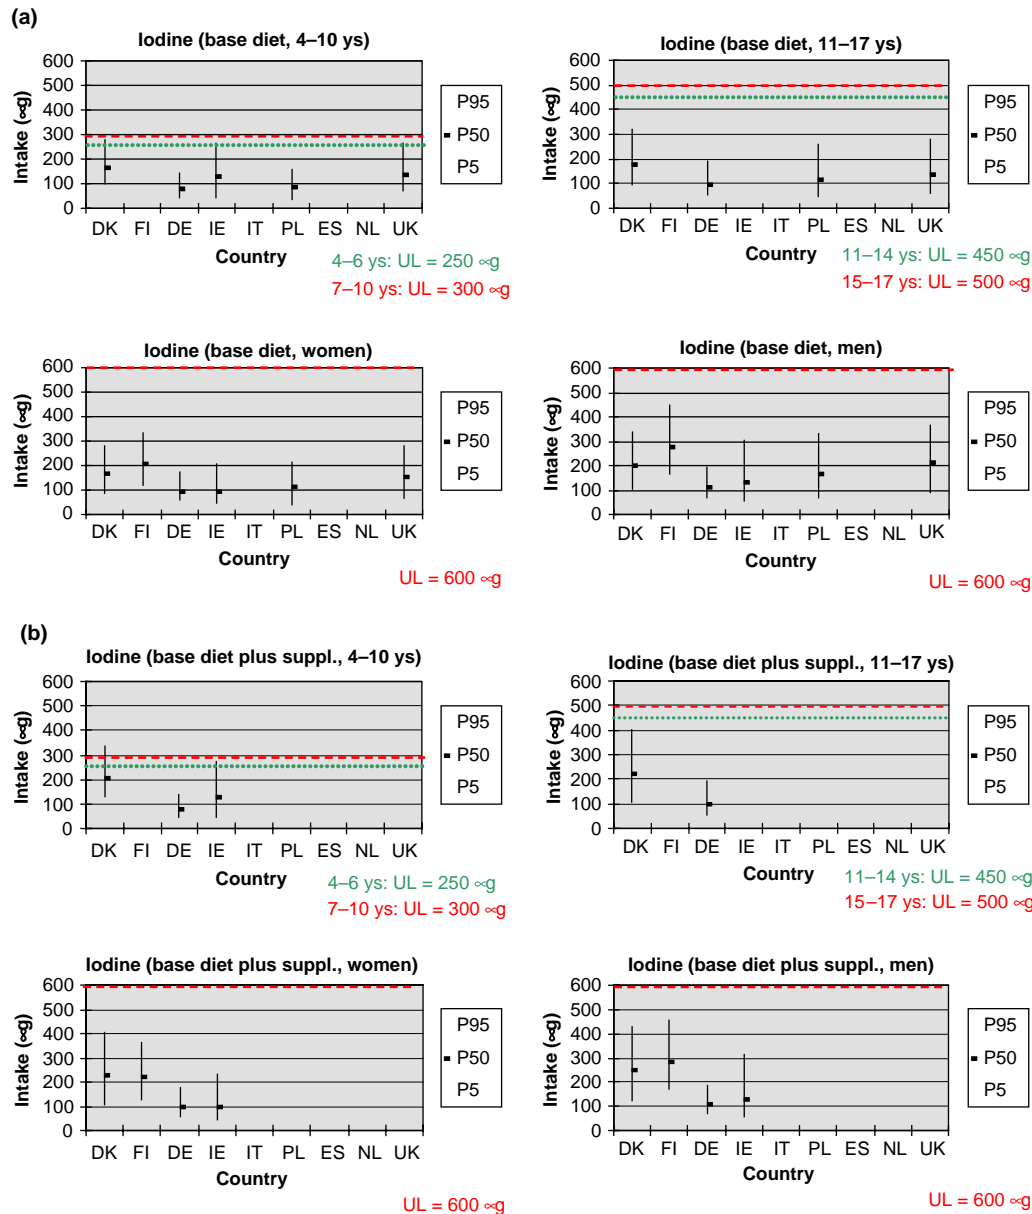 (a)
Iodine (base diet, 4–10 ys)
Intake (∝g)
600
500
400
300
200
100
0
DK FI DE IE IT PL ES NL UK
Country
P95
P50
P5
4–6 ys: UL = 250 ∝g
7–10 ys: UL = 300 ∝g
Iodine (base diet, 11–17 ys)
Intake (∝g)
600
500
400
300
200
100
0
DK FI DE IE IT PL ES NL UK
Country
P95
P50
P5
11–14 ys: UL = 450 ∝g
15–17 ys: UL = 500 ∝g
Iodine (base diet, women)
Intake (∝g)
600
500
400
300
200
100
0
DK FI DE IE IT PL ES NL UK
Country
P95
P50
P5
UL = 600 ∝g
Iodine (base diet, men)
Intake (∝g)
600
500
400
300
200
100
0
DK FI DE IE IT PL ES NL UK
Country
P95
P50
P5
UL = 600 ∝g
(b)
Iodine (base diet plus suppl., 4–10 ys)
Intake (∝g)
600
500
400
300
200
100
0
DK FI DE IE IT PL ES NL UK
Country
P95
P50
P5
4–6 ys: UL = 250 ∝g
7–10 ys: UL = 300 ∝g
Iodine (base diet plus suppl., 11–17 ys)
Intake (∝g)
600
500
400
300
200
100
0
DK FI DE IE IT PL ES NL UK
Country
P95
P50
P5
11–14 ys: UL = 450 ∝g
15–17 ys: UL = 500 ∝g
Iodine (base diet plus suppl., women)
Intake (∝g)
600
500
400
300
200
100
0
DK FI DE IE IT PL ES NL UK
Country
P95
P50
P5
UL = 600 ∝g
Iodine (base diet plus suppl., men)
Intake (∝g)
600
500
400
300
200
100
0
DK FI DE IE IT PL ES NL UK
Country
P95
P50
P5
UL = 600 ∝g